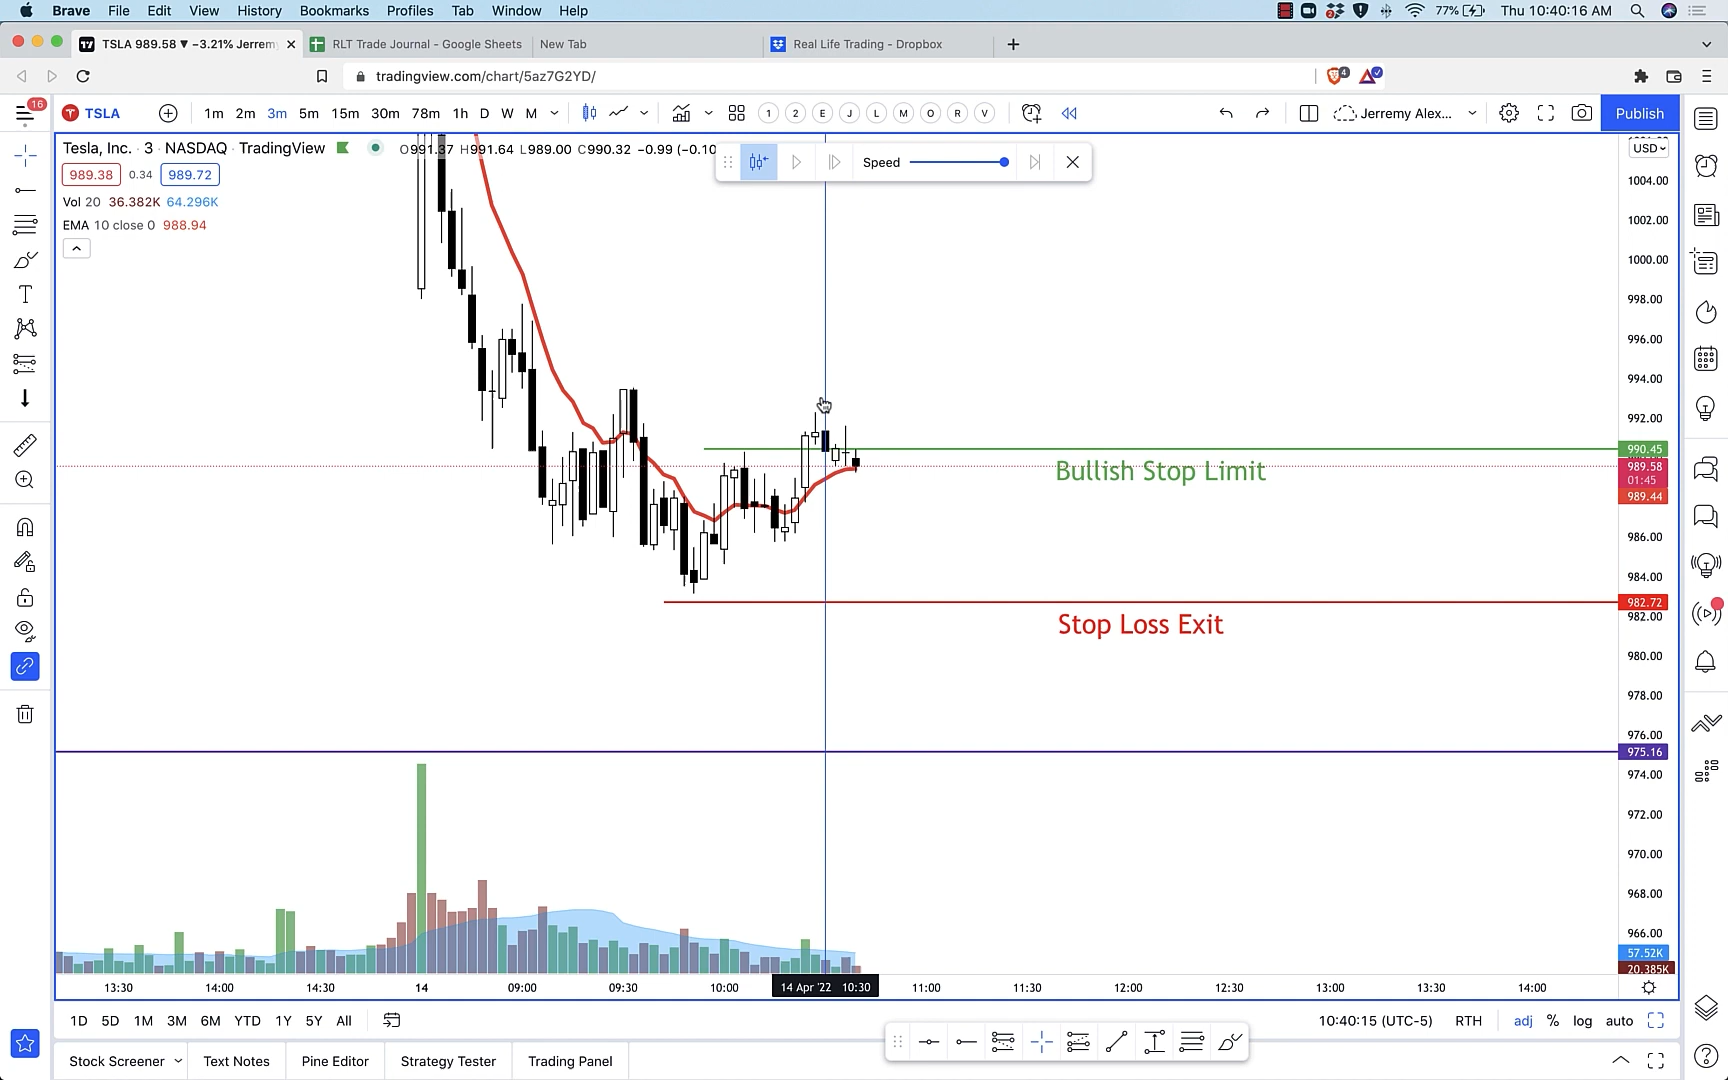 Brave File Edit View History Bookmarks Profiles Tab Window Help
2 77% Thu 10:40:16 AM
TSLA 989.58 ▼ −3.21% Jerrem
RLT Trade Journal - Google Sheets
New Tab
Real Life Trading - Dropbox
tradingview.com/chart/5az7G2YD/
4
16
TSLA 1m 2m 3m 5m 15m 30m 78m 1h D W M
1 2 E J L M O R V
Jerremy Alex...
Publish
Tesla, Inc. · 3 · NASDAQ · TradingView
O991.37 H991.64 L989.00 C990.32 −0.99 (−0.10
Speed
USD
989.38 0.34 989.72
Vol 20 36.382K 64.296K
EMA 10 close 0 988.94
1004.00
1002.00
1000.00
998.00
996.00
994.00
992.00
990.45
Bullish Stop Limit
989.58
01:45
989.44
986.00
984.00
982.72
Stop Loss Exit
982.00
980.00
978.00
976.00
975.16
974.00
972.00
970.00
968.00
966.00
57.52K
20.385K
13:30 14:00 14:30 14 09:00 09:30 10:00 14 Apr '22 10:30 11:00 11:30 12:00 12:30 13:00 13:30 14:00
1D 5D 1M 3M 6M YTD 1Y 5Y All
10:40:15 (UTC-5) RTH adj % log auto
Stock Screener Text Notes Pine Editor Strategy Tester Trading Panel